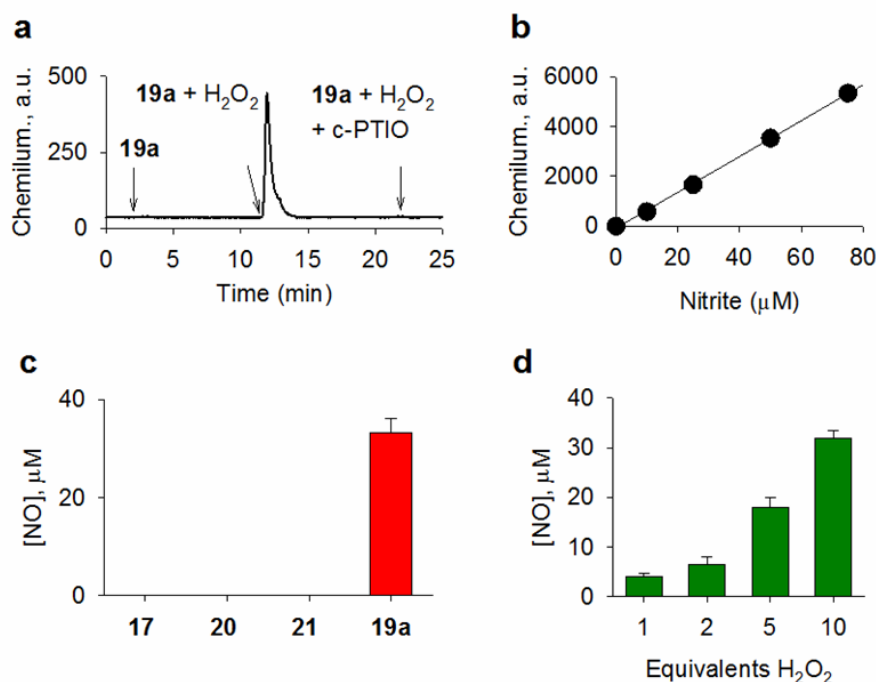 a
Chemilum., a.u.
500
250
0
19a
19a + H₂O₂
19a + H₂O₂
+ c-PTIO
0 5 10 15 20 25
Time (min)
b
Chemilum., a.u.
6000
4000
2000
0
0 20 40 60 80
Nitrite (μM)
c
[NO], μM
40
20
0
17 20 21 19a
d
[NO], μM
40
30
20
10
0
1 2 5 10
Equivalents H₂O₂